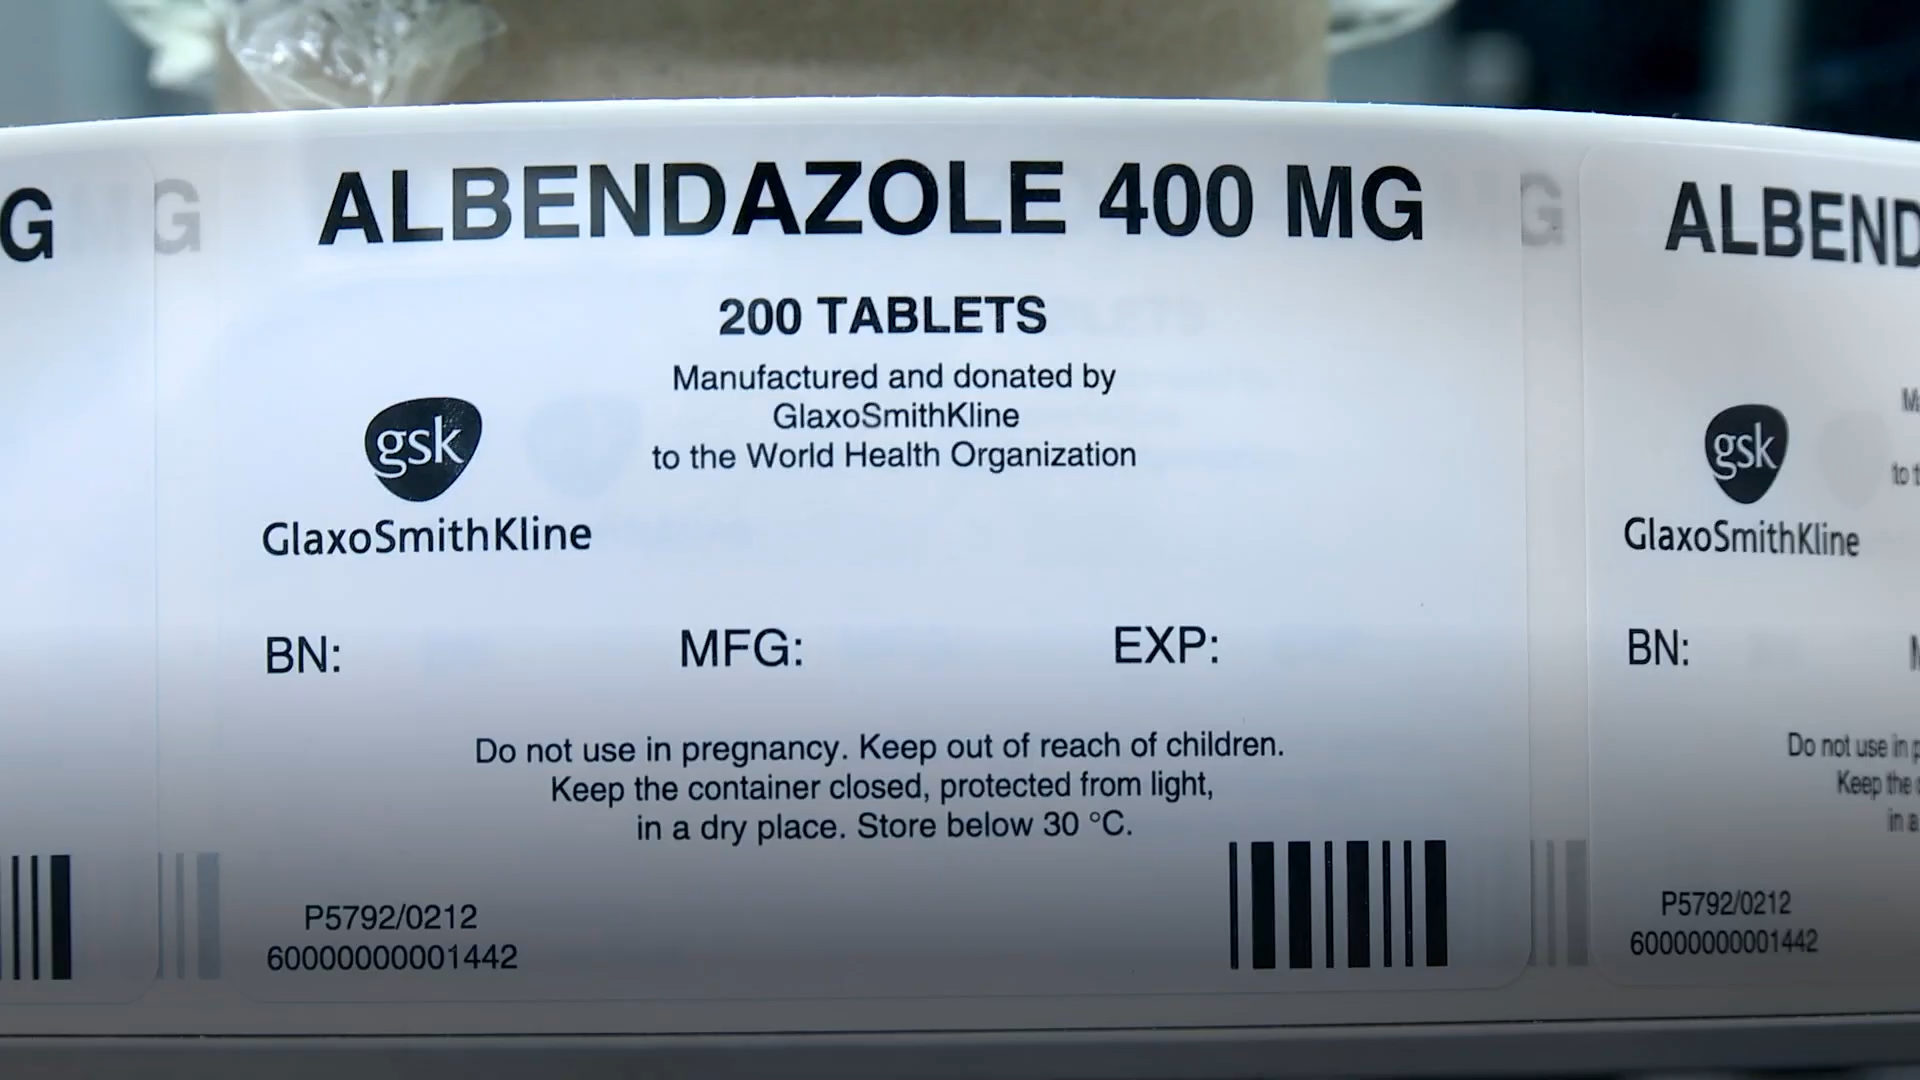 ALBENDAZOLE 400 MG
200 TABLETS
Manufactured and donated by
GlaxoSmithKline
to the World Health Organization
gsk
GlaxoSmithKline
BN: MFG: EXP:
Do not use in pregnancy. Keep out of reach of children.
Keep the container closed, protected from light,
in a dry place. Store below 30 °C.
P5792/0212
60000000001442
G
G
G
ALBEND
gsk
GlaxoSmithKline
to t
BN:
Do not use in p
Keep the
in a
P5792/0212
60000000001442